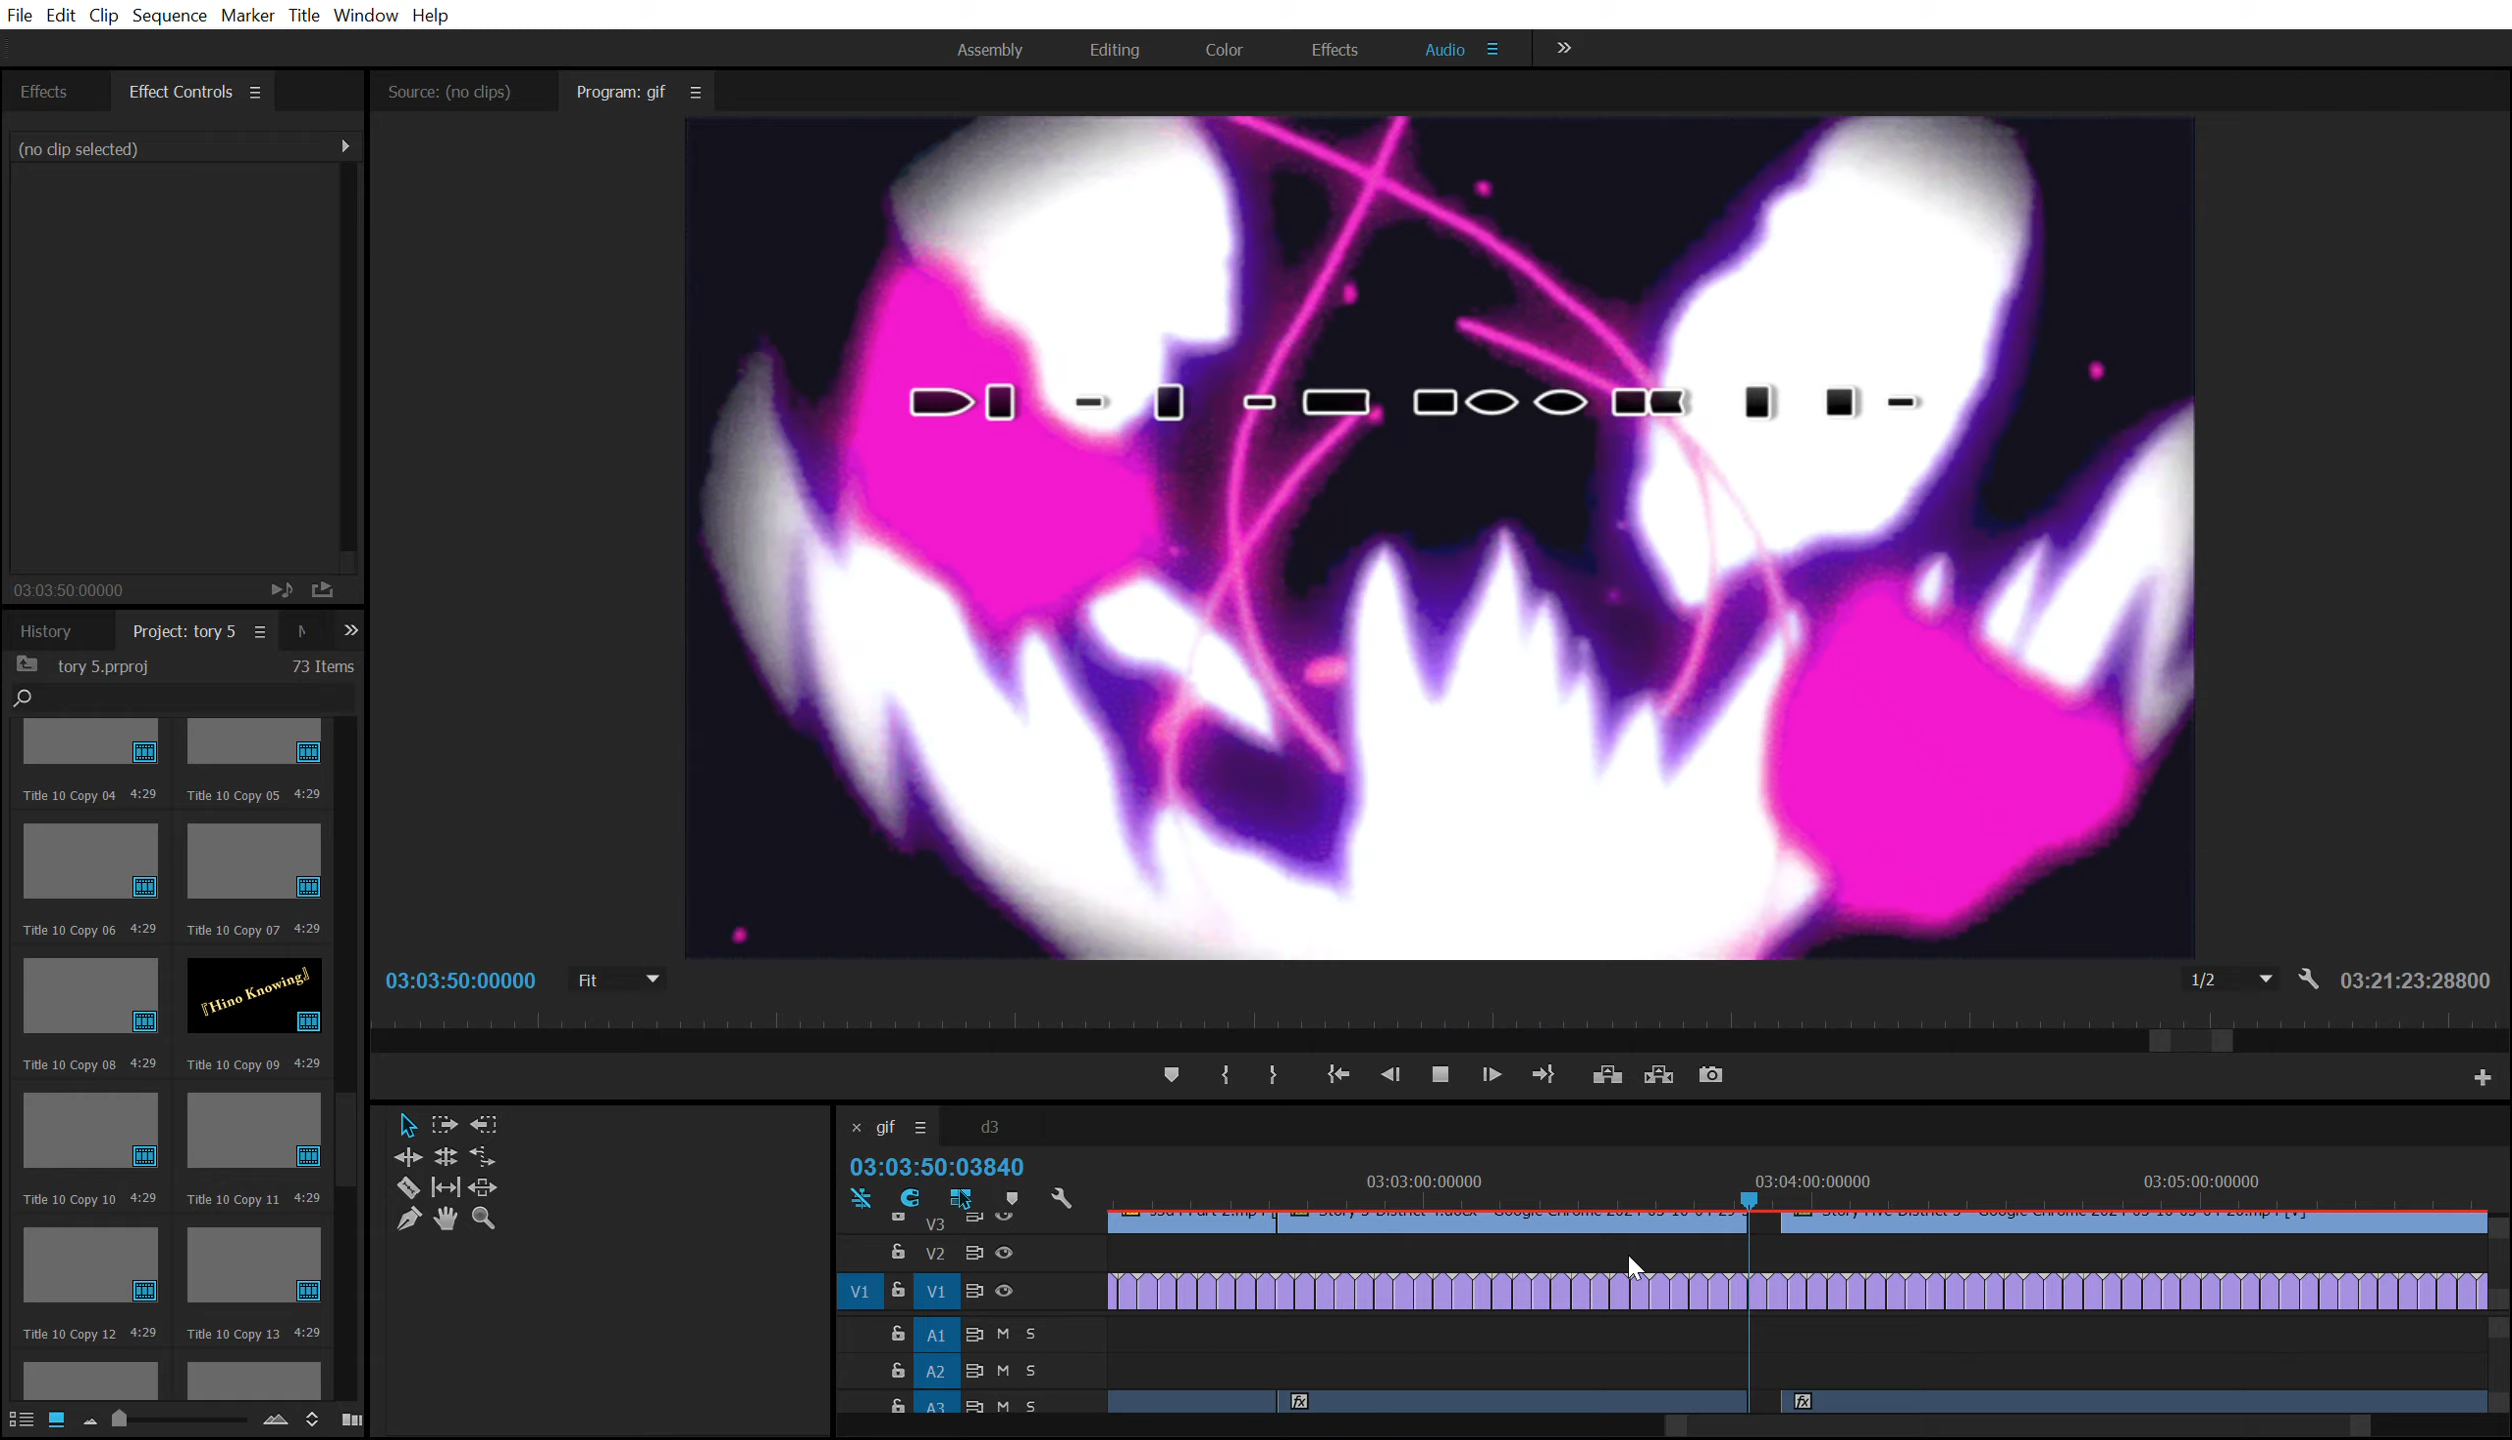 File Edit Clip Sequence Marker Title Window Help
Assembly Editing Color Effects Audio
Effects Effect Controls
Source: (no clips) Program: gif
(no clip selected)
03:03:50:00000
History Project: tory 5
tory 5.prproj 73 Items
Title 10 Copy 04 4:29 Title 10 Copy 05 4:29
Title 10 Copy 06 4:29 Title 10 Copy 07 4:29
『Hino Knowing』
Title 10 Copy 08 4:29 Title 10 Copy 09 4:29
Title 10 Copy 10 4:29 Title 10 Copy 11 4:29
Title 10 Copy 12 4:29 Title 10 Copy 13 4:29
03:03:50:00000 Fit 1/2 03:21:23:28800
gif d3
03:03:50:03840
03:03:00:00000 03:04:00:00000 03:05:00:00000
V3
V2
V1 V1
A1 M S
A2 M S
A3 M S
fx fx